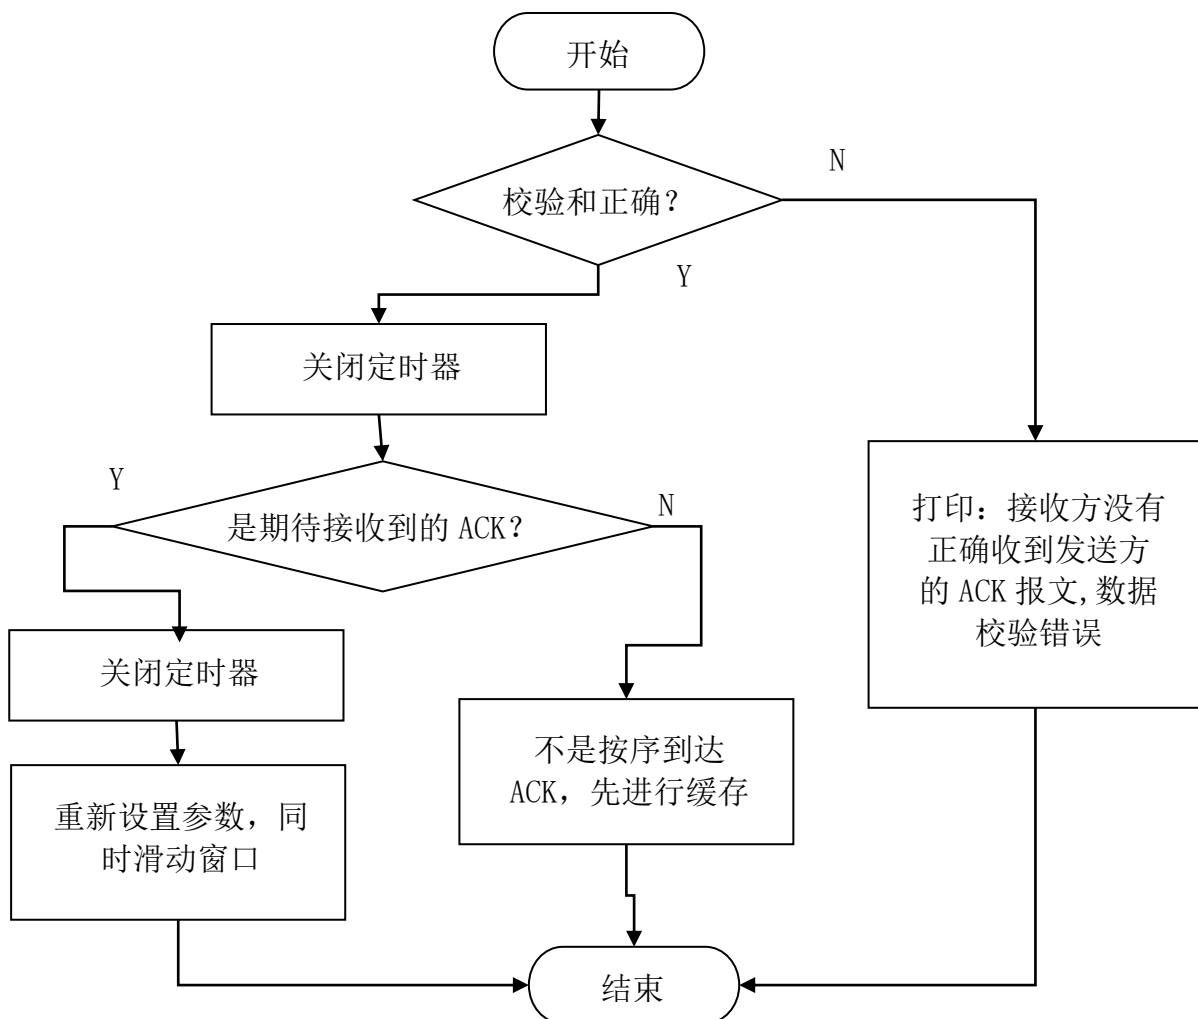 开始
N
校验和正确？
Y
关闭定时器
Y
N
是期待接收到的 ACK？
打印：接收方没有
正确收到发送方
的 ACK 报文,数据
校验错误
关闭定时器
不是按序到达
ACK，先进行缓存
重新设置参数，同
时滑动窗口
结束